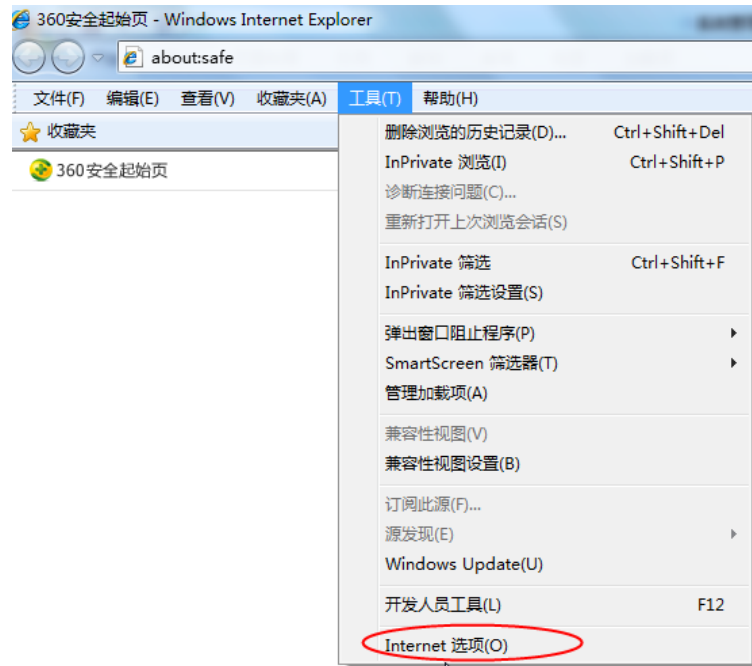 360安全起始页 - Windows Internet Explorer
about:safe
文件(F) 编辑(E) 查看(V) 收藏夹(A) 工具(T) 帮助(H)
收藏夹
360安全起始页
删除浏览的历史记录(D)... Ctrl+Shift+Del
InPrivate 浏览(I) Ctrl+Shift+P
诊断连接问题(C)...
重新打开上次浏览会话(S)
InPrivate 筛选 Ctrl+Shift+F
InPrivate 筛选设置(S)
弹出窗口阻止程序(P)
SmartScreen 筛选器(T)
管理加载项(A)
兼容性视图(V)
兼容性视图设置(B)
订阅此源(F)...
源发现(E)
Windows Update(U)
开发人员工具(L) F12
Internet 选项(O)